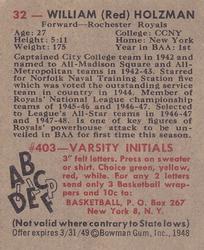 32 — WILLIAM (Red) HOLZMAN
Forward—Rochester Royals
Age: 27 College: CCNY
Height: 5:11 Home: New York
Weight: 175 Year in BAA: 1st
Captained City College team in 1942 and
named to All-Madison Square and All-
Metropolitan teams in 1942-43. Starred
for Norfolk Naval Training Station five
which was voted the outstanding service
team in country in 1944. Member of
Royals' National League championship
teams of 1945-46 and 1946-47. Selected
to League's All-Star teams in 1946-47
and 1947-48. Is one of key figures of
Royals' powerhouse attack to be unvei-
led in BAA for first time this season.
#403—VARSITY INITIALS
3" felt letters. Press on sweater
or shirt. Choice green, yellow,
red, white. For any 2 letters
send only 3 Basketball wrap-
pers and 10c to:
BASKETBALL, P. O. Box 267
New York 8, N. Y.
ABCDEF
(Not valid where contrary to State laws)
Offer expires 3/31/49 ©Bowman Gum, Inc., 1948